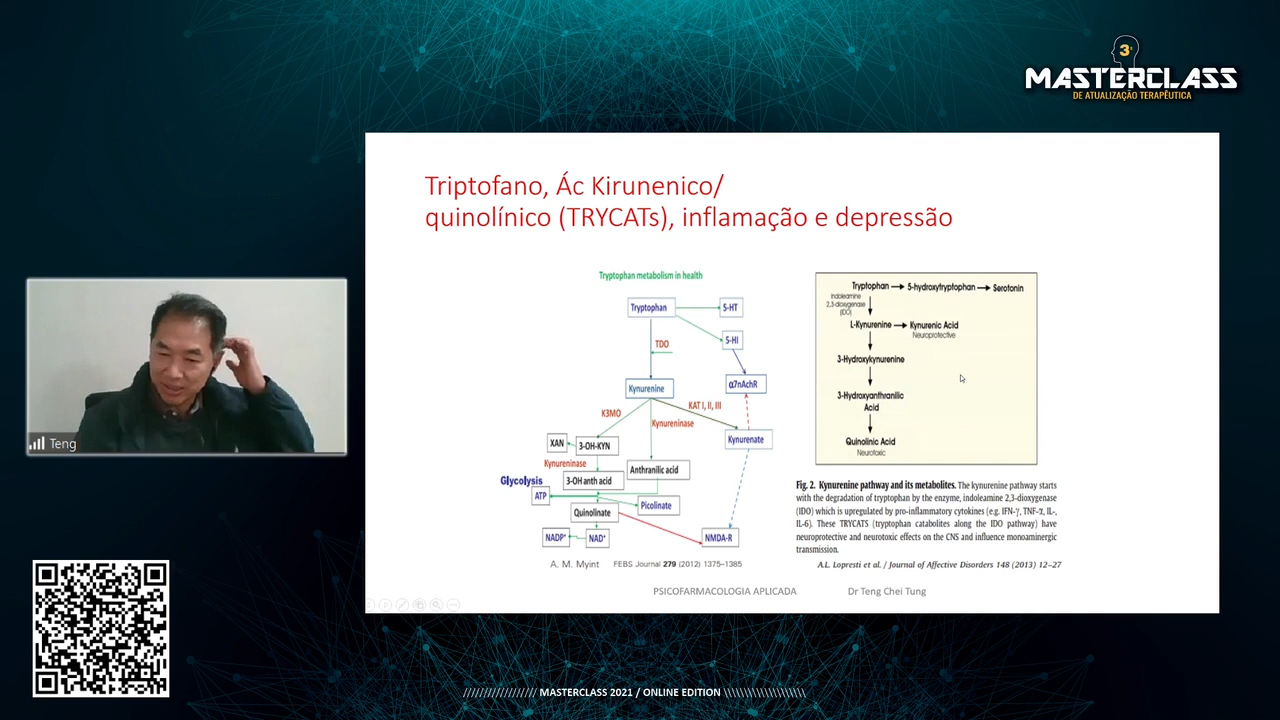 3ª
MASTERCLASS
DE ATUALIZAÇÃO TERAPÊUTICA
Triptofano, Ác Kirunenico/
quinolínico (TRYCATs), inflamação e depressão
Tryptophan metabolism in health
Tryptophan
5-HT
5-HI
TDO
Kynurenine
α7nAchR
K3MO
KAT I, II, III
Kynureninase
Kynurenate
XAN
3-OH-KYN
Kynureninase
Anthranilic acid
Glycolysis
3-OH anth acid
ATP
Picolinate
Quinolinate
NADP⁺
NAD⁺
NMDA-R
A. M. Myint
FEBS Journal 279 (2012) 1375–1385
Tryptophan
5-hydroxytryptophan
Serotonin
Indoleamine
2,3-dioxygenase
(IDO)
L-Kynurenine
Kynurenic Acid
Neuroprotective
3-Hydroxykynurenine
3-Hydroxyanthranilic
Acid
Quinolinic Acid
Neurotoxic
Fig. 2. Kynurenine pathway and its metabolites. The kynurenine pathway starts
with the degradation of tryptophan by the enzyme, indoleamine 2,3-dioxygenase
(IDO) which is upregulated by pro-inflammatory cytokines (e.g. IFN-γ, TNF-α, IL-,
IL-6). These TRYCATS (tryptophan catabolites along the IDO pathway) have
neuroprotective and neurotoxic effects on the CNS and influence monoaminergic
transmission.
A.L. Lopresti et al. / Journal of Affective Disorders 148 (2013) 12–27
PSICOFARMACOLOGIA APLICADA
Dr Teng Chei Tung
Teng
////////////////// MASTERCLASS 2021 / ONLINE EDITION \\\\\\\\\\\\\\\\\\\\